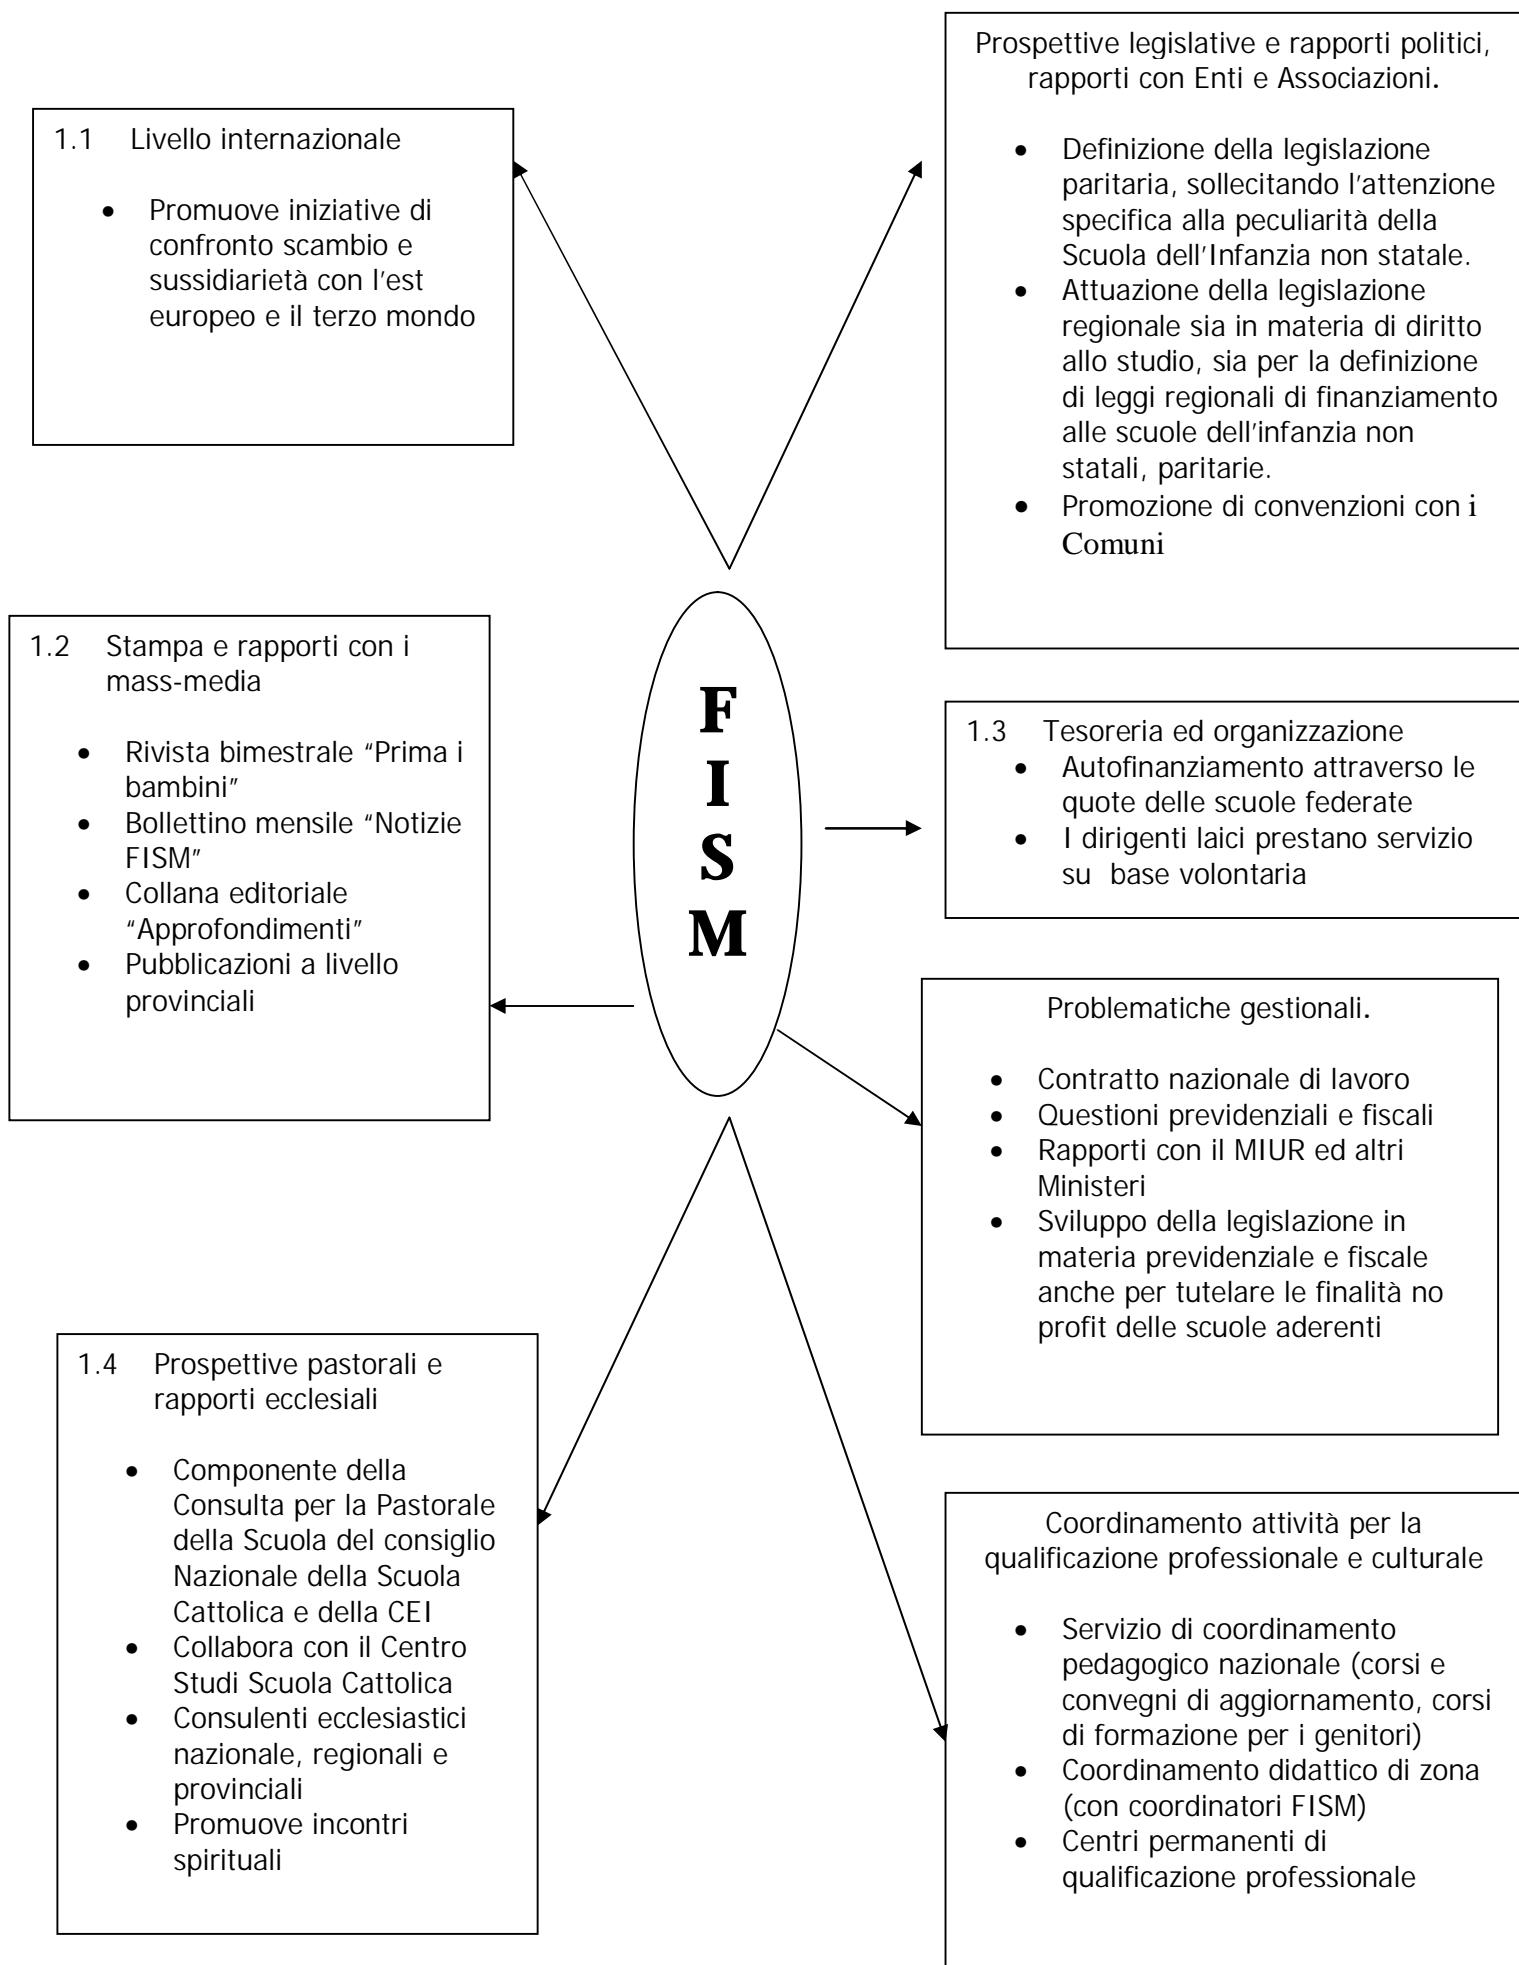 Prospettive legislative e rapporti politici,
rapporti con Enti e Associazioni.
• Definizione della legislazione
paritaria, sollecitando l'attenzione
specifica alla peculiarità della
Scuola dell'Infanzia non statale.
• Attuazione della legislazione
regionale sia in materia di diritto
allo studio, sia per la definizione
di leggi regionali di finanziamento
alle scuole dell'infanzia non
statali, paritarie.
• Promozione di convenzioni con i
Comuni
1.1 Livello internazionale
• Promuove iniziative di
confronto scambio e
sussidiarietà con l'est
europeo e il terzo mondo
1.2 Stampa e rapporti con i
mass-media
• Rivista bimestrale “Prima i
bambini”
• Bollettino mensile “Notizie
FISM”
• Collana editoriale
“Approfondimenti”
• Pubblicazioni a livello
provinciali
F
I
S
M
1.3 Tesoreria ed organizzazione
• Autofinanziamento attraverso le
quote delle scuole federate
• I dirigenti laici prestano servizio
su base volontaria
Problematiche gestionali.
• Contratto nazionale di lavoro
• Questioni previdenziali e fiscali
• Rapporti con il MIUR ed altri
Ministeri
• Sviluppo della legislazione in
materia previdenziale e fiscale
anche per tutelare le finalità no
profit delle scuole aderenti
1.4 Prospettive pastorali e
rapporti ecclesiali
• Componente della
Consulta per la Pastorale
della Scuola del consiglio
Nazionale della Scuola
Cattolica e della CEI
• Collabora con il Centro
Studi Scuola Cattolica
• Consulenti ecclesiastici
nazionale, regionali e
provinciali
• Promuove incontri
spirituali
Coordinamento attività per la
qualificazione professionale e culturale
• Servizio di coordinamento
pedagogico nazionale (corsi e
convegni di aggiornamento, corsi
di formazione per i genitori)
• Coordinamento didattico di zona
(con coordinatori FISM)
• Centri permanenti di
qualificazione professionale